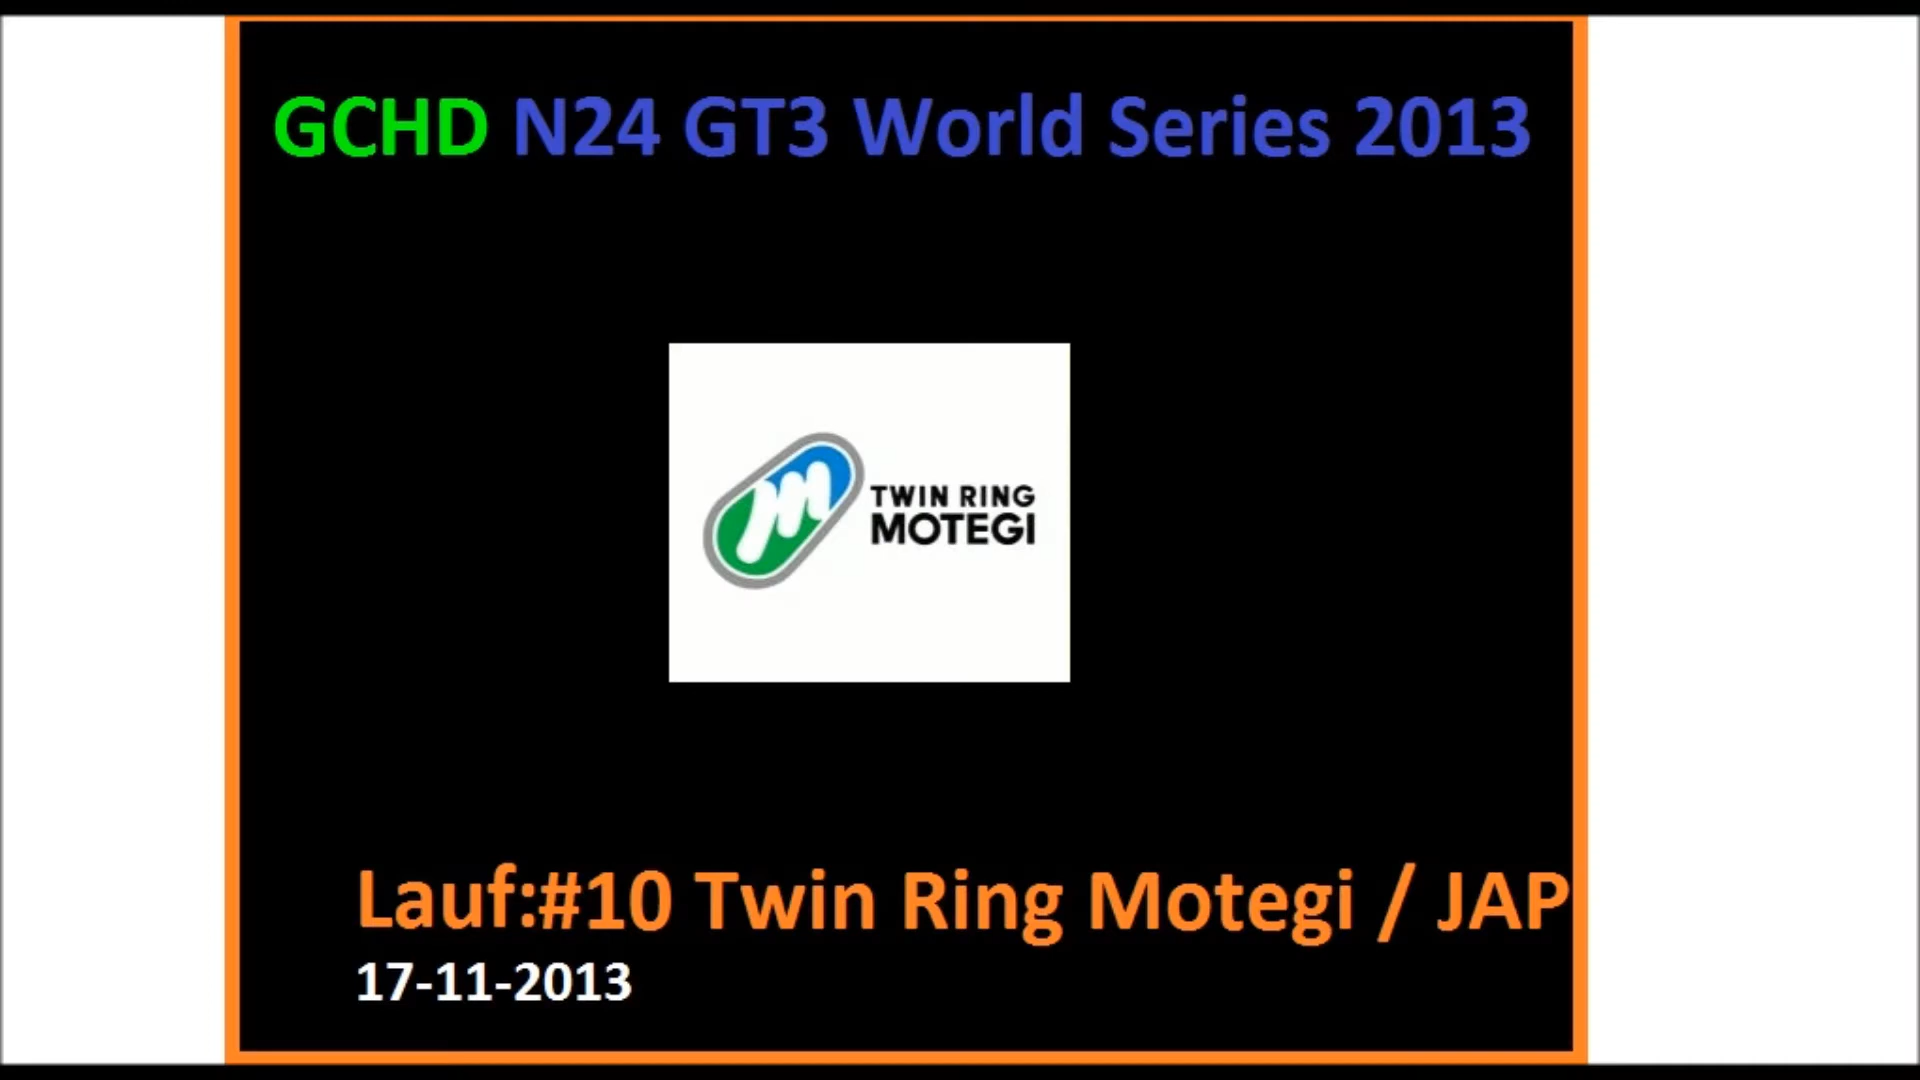 GCHD N24 GT3 World Series 2013
TWIN RING
MOTEGI
Lauf:#10 Twin Ring Motegi / JAP
17-11-2013